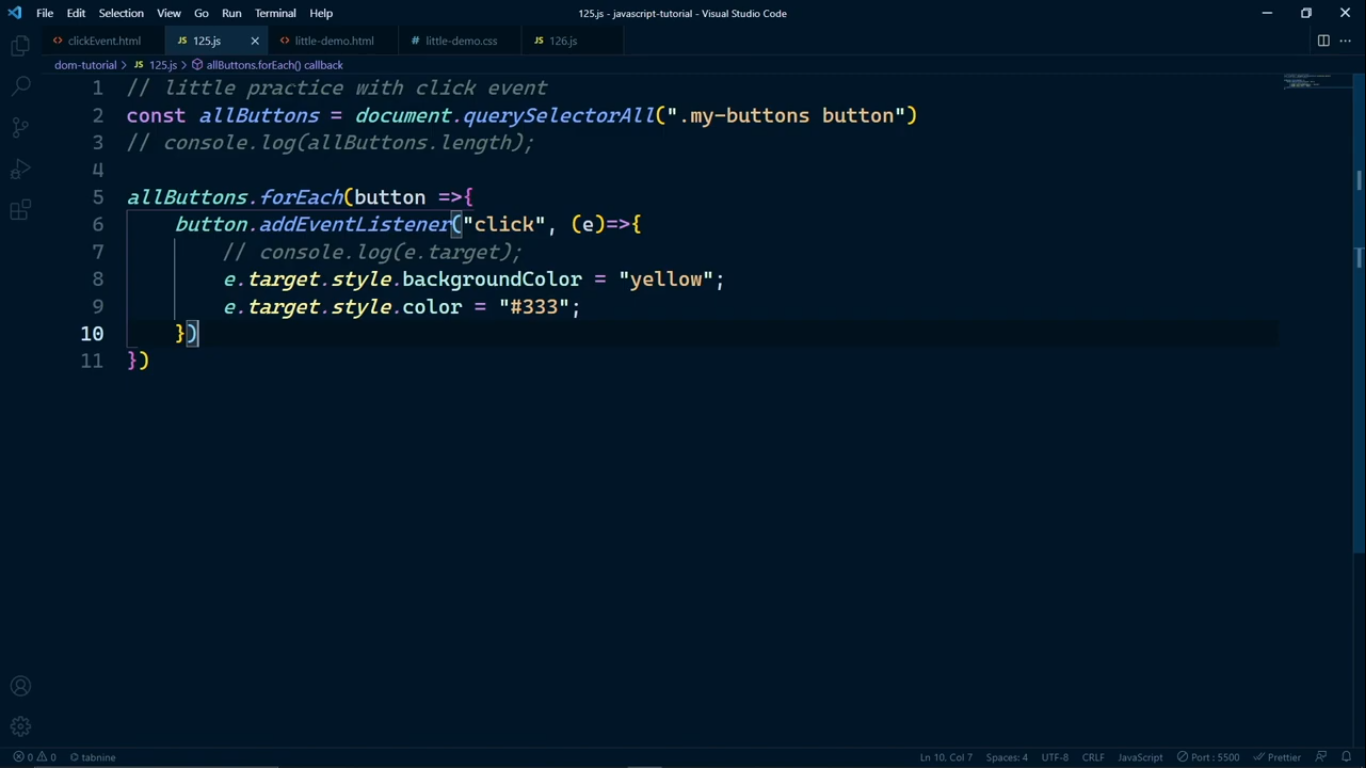 File Edit Selection View Go Run Terminal Help 125.js - javascript-tutorial - Visual Studio Code
<> clickEvent.html JS 125.js <> little-demo.html # little-demo.css JS 126.js
dom-tutorial > JS 125.js > allButtons.forEach() callback
1 // little practice with click event
2 const allButtons = document.querySelectorAll(".my-buttons button")
3 // console.log(allButtons.length);
4
5 allButtons.forEach(button =>{
6 button.addEventListener("click", (e)=>{
7 // console.log(e.target);
8 e.target.style.backgroundColor = "yellow";
9 e.target.style.color = "#333";
10 })
11 })
0 0 tabnine Ln 10, Col 7 Spaces: 4 UTF-8 CRLF JavaScript Port : 5500 Prettier